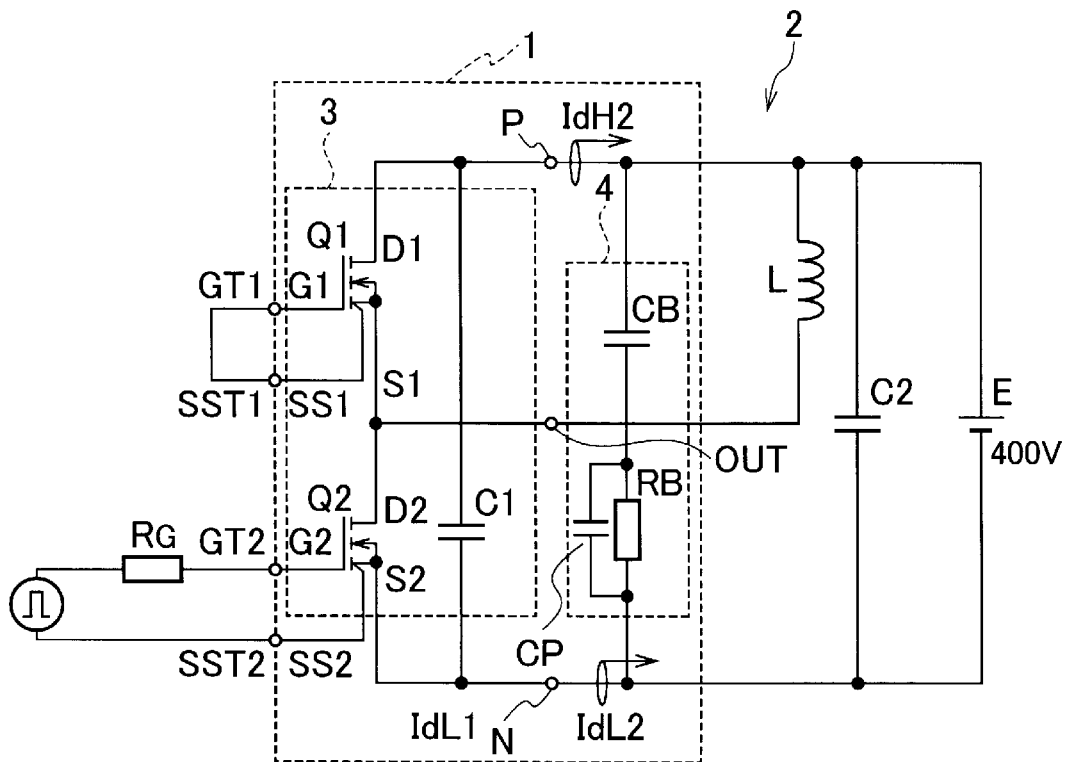 2
1
3
P
IdH2
4
Q1
D1
GT1
G1
L
CB
SST1
SS1
S1
C2
E
400V
OUT
RB
Q2
D2
C1
RG
GT2
G2
S2
SST2
SS2
CP
IdL1
N
IdL2